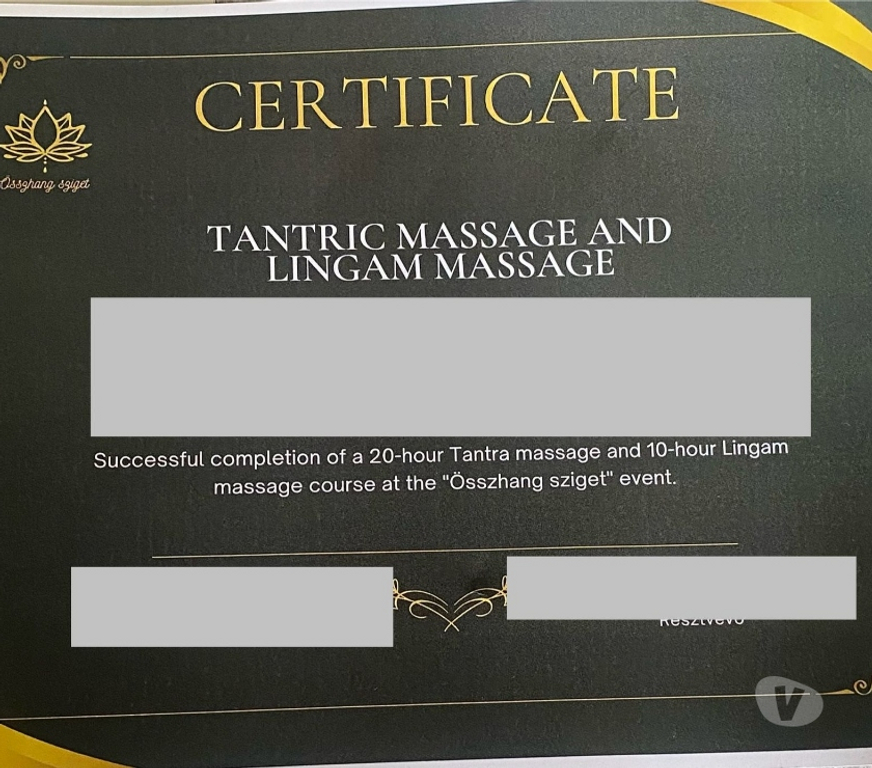 CERTIFICATE
Összhang sziget
TANTRIC MASSAGE AND
LINGAM MASSAGE
Successful completion of a 20-hour Tantra massage and 10-hour Lingam
massage course at the "Összhang sziget" event.
Résztvevő
V